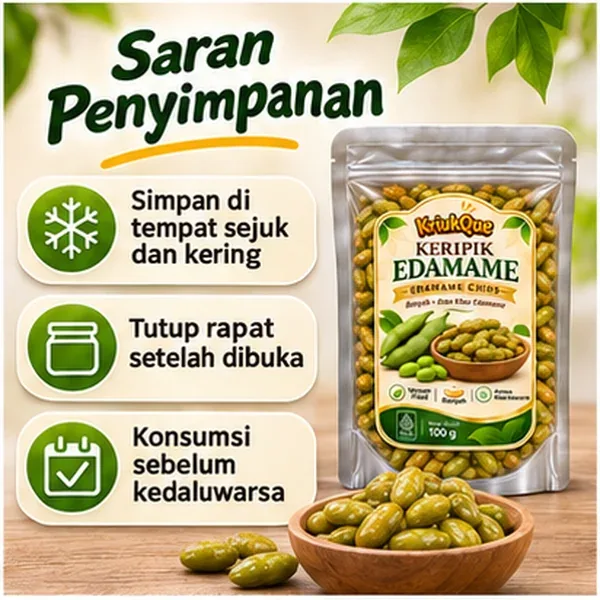 Saran
Penyimpanan
Simpan di
tempat sejuk
dan kering
Tutup rapat
setelah dibuka
Konsumsi
sebelum
kedaluwarsa
KriukQue
KERIPIK
EDAMAME
Renyah
100 g